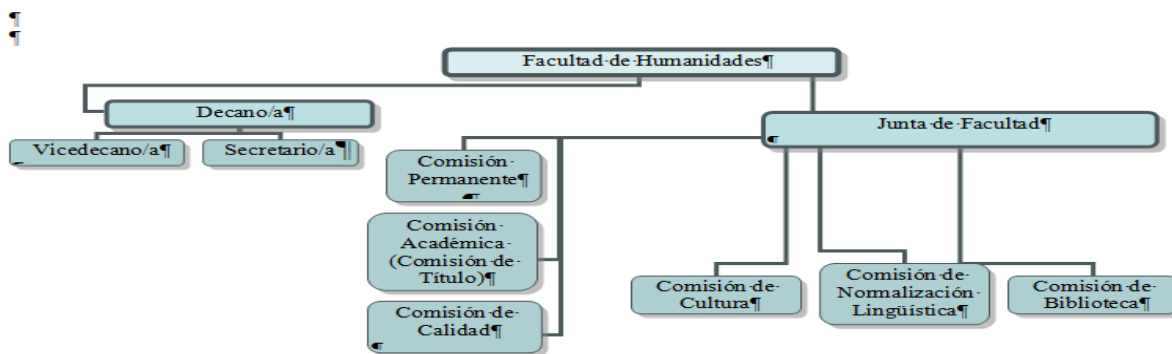 ¶
¶
Facultad·de·Humanidades¶
Decano/a¶
Junta·de·Facultad¶
¶
Vicedecano/a¶
¶
Secretario/a¶
Comisión·
Permanente¶
¶
Comisión·
Académica·
(Comisión·de·
Título)¶
Comisión·de·
Calidad¶
¶
Comisión·de·
Cultura¶
Comisión·de·
Normalización·
Lingüística¶
Comisión·de·
Biblioteca¶